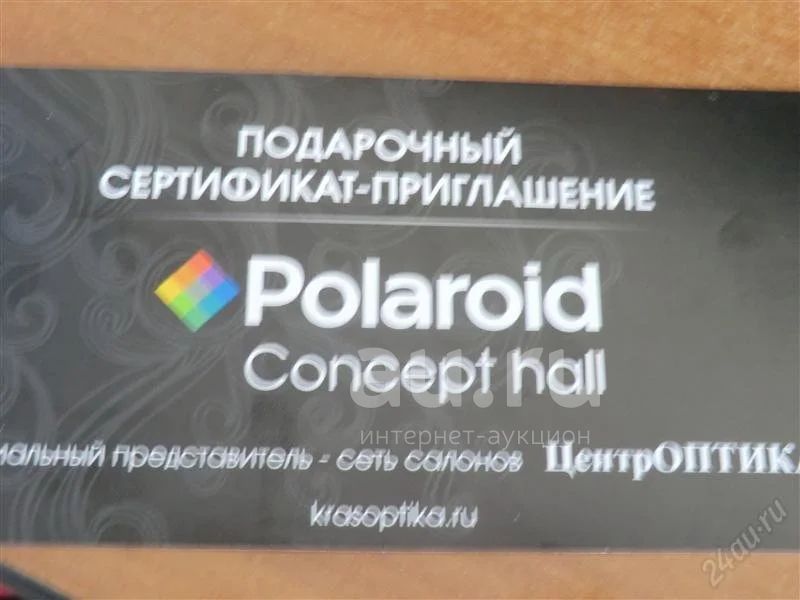 ПОДАРОЧНЫЙ
СЕРТИФИКАТ-ПРИГЛАШЕНИЕ
Polaroid
Concept hall
au.ru
интернет-аукцион
представитель - сеть салонов ЦентрОПТИКА
krasoptika.ru
24au.ru